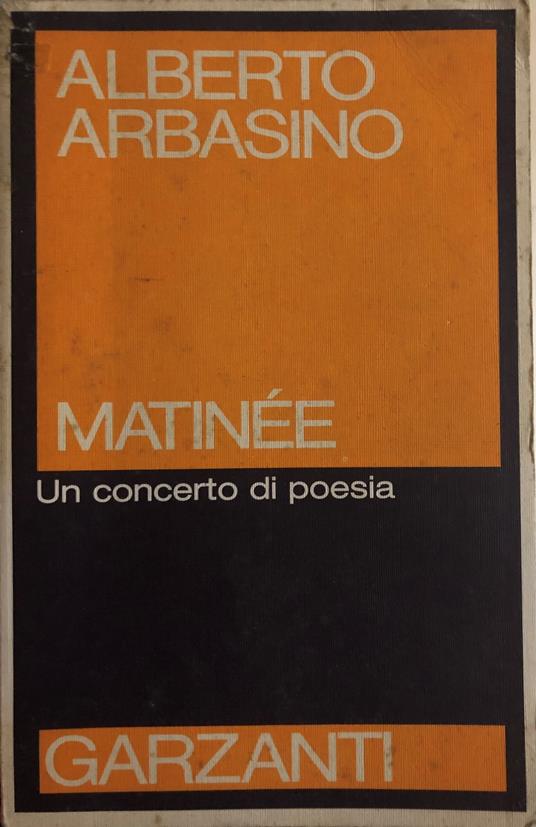 ALBERTO
ARBASINO
MATINÉE
Un concerto di poesia
GARZANTI